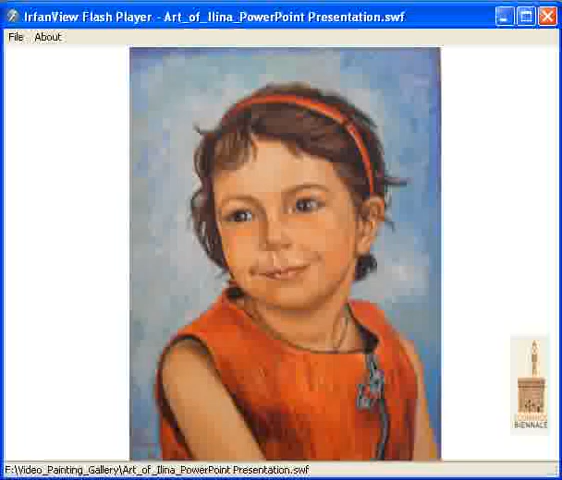 IrfanView Flash Player - Art_of_Ilina_PowerPoint Presentation.swf
File About
BIENNALE
F:\Video_Painting_Gallery\Art_of_Ilina_PowerPoint Presentation.swf